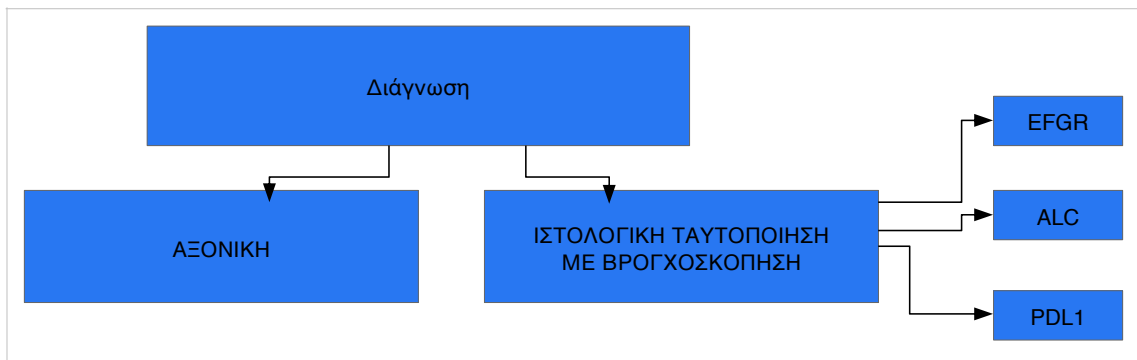 Διάγνωση
EFGR
ΑΞΟΝΙΚΗ
ΙΣΤΟΛΟΓΙΚΗ ΤΑΥΤΟΠΟΙΗΣΗ
ΜΕ ΒΡΟΓΧΟΣΚΟΠΗΣΗ
ALC
PDL1